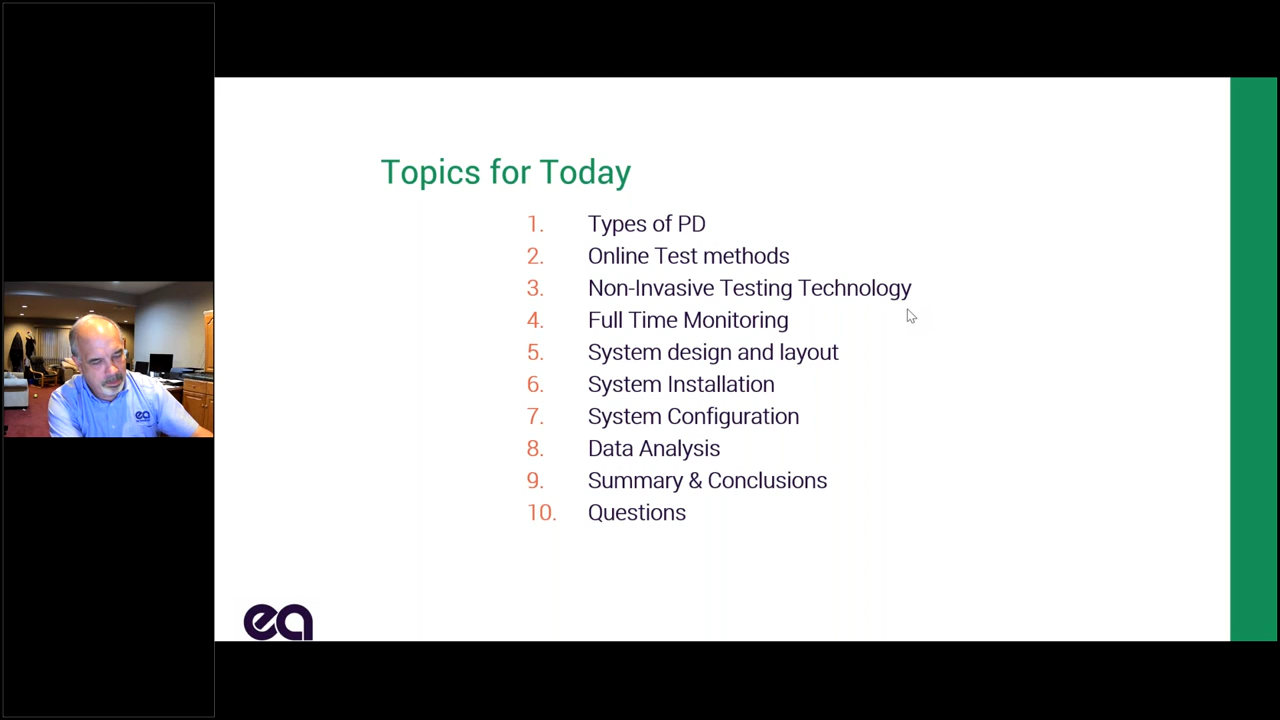 Topics for Today
1. Types of PD
2. Online Test methods
3. Non-Invasive Testing Technology
4. Full Time Monitoring
5. System design and layout
6. System Installation
7. System Configuration
8. Data Analysis
9. Summary & Conclusions
10. Questions
ea
ea